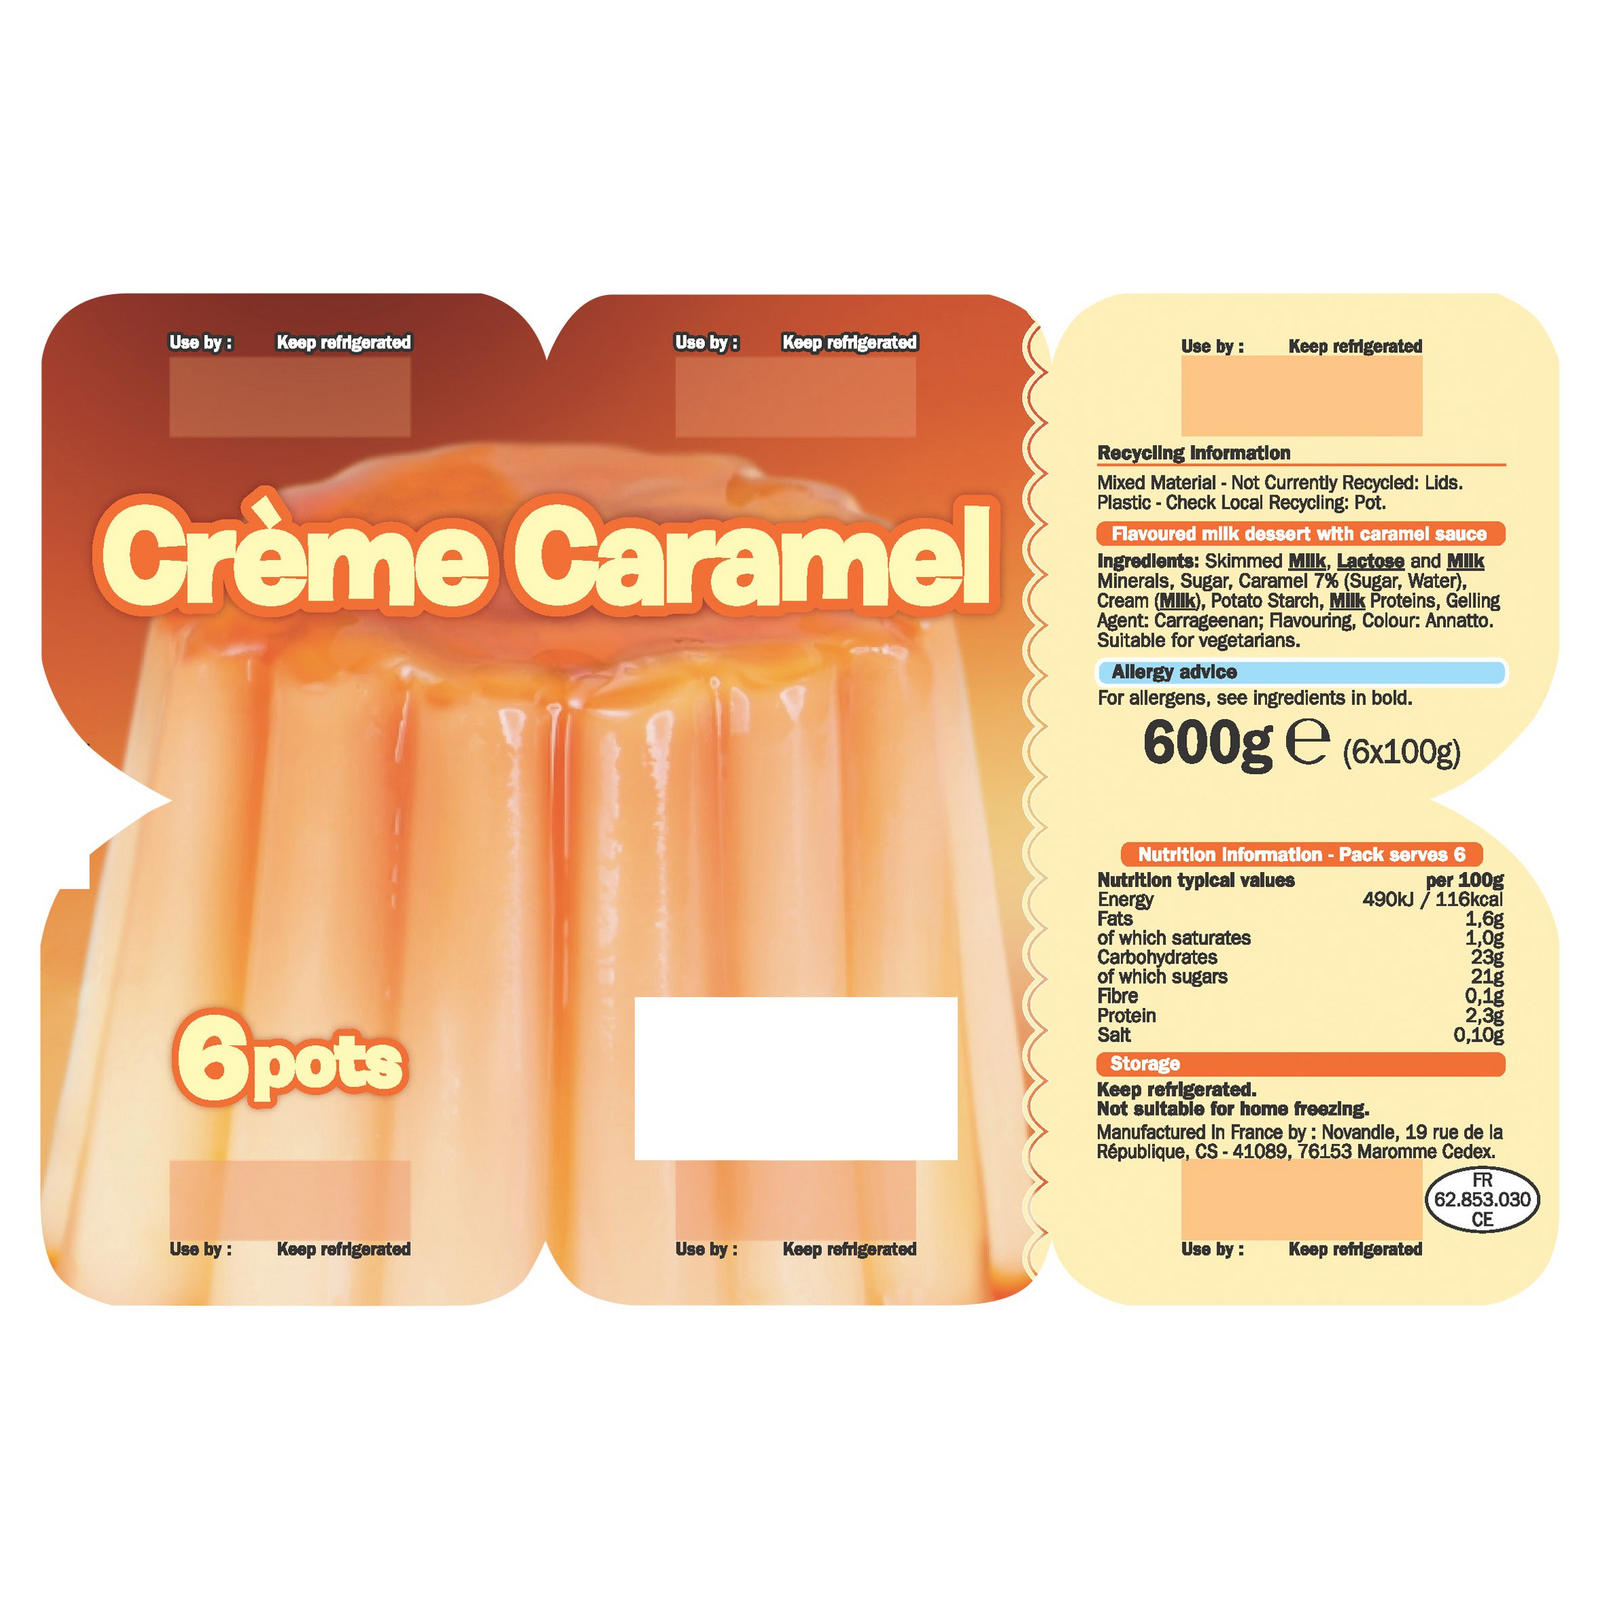 Use by : Keep refrigerated
Use by : Keep refrigerated
Crème Caramel
6 pots
Use by : Keep refrigerated
Use by : Keep refrigerated
Use by : Keep refrigerated
Recycling Information
Mixed Material - Not Currently Recycled: Lids.
Plastic - Check Local Recycling: Pot.
Flavoured milk dessert with caramel sauce
Ingredients: Skimmed Milk, Lactose and Milk
Minerals, Sugar, Caramel 7% (Sugar, Water),
Cream (Milk), Potato Starch, Milk Proteins, Gelling
Agent: Carrageenan; Flavouring, Colour: Annatto.
Suitable for vegetarians.
Allergy advice
For allergens, see ingredients in bold.
600g ℮ (6x100g)
Nutrition Information - Pack serves 6
Nutrition typical values per 100g
Energy 490kJ / 116kcal
Fats 1,6g
of which saturates 1,0g
Carbohydrates 23g
of which sugars 21g
Fibre 0,1g
Protein 2,3g
Salt 0,10g
Storage
Keep refrigerated.
Not suitable for home freezing.
Manufactured in France by : Novandie, 19 rue de la
République, CS - 41089, 76153 Maromme Cedex.
FR
62.853.030
CE
Use by : Keep refrigerated